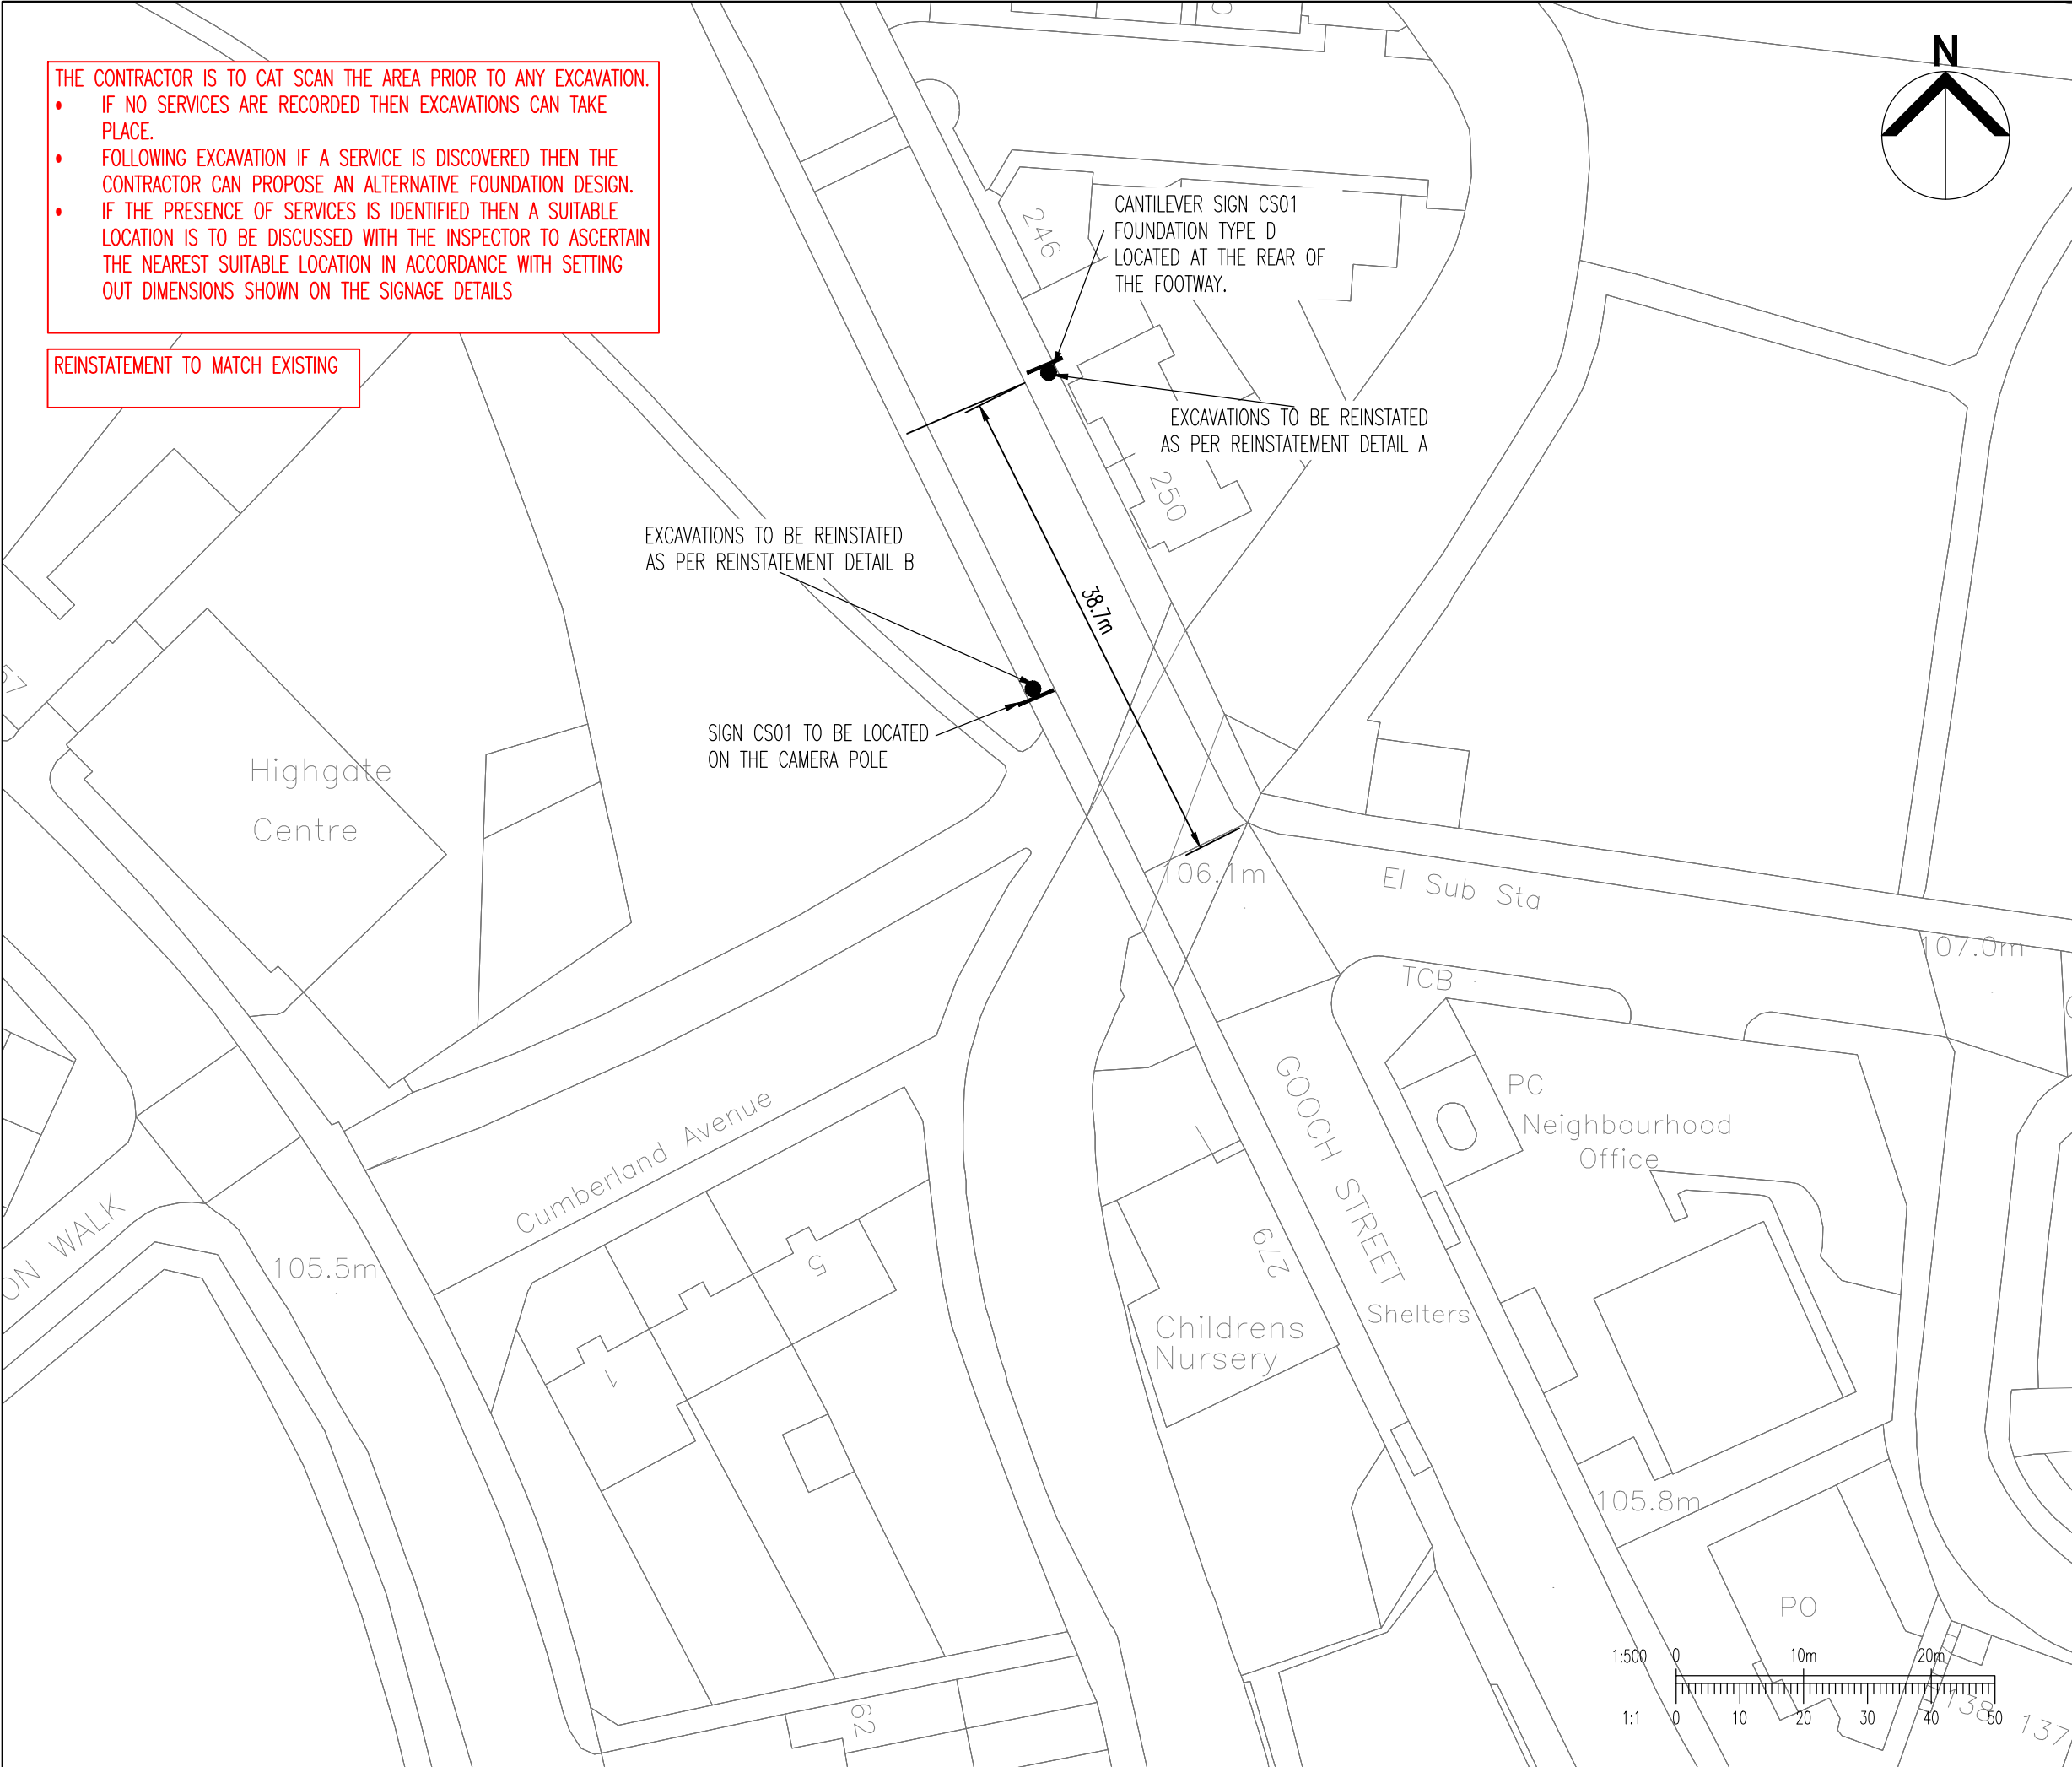 THE CONTRACTOR IS TO CAT SCAN THE AREA PRIOR TO ANY EXCAVATION.
• IF NO SERVICES ARE RECORDED THEN EXCAVATIONS CAN TAKE
PLACE.
• FOLLOWING EXCAVATION IF A SERVICE IS DISCOVERED THEN THE
CONTRACTOR CAN PROPOSE AN ALTERNATIVE FOUNDATION DESIGN.
• IF THE PRESENCE OF SERVICES IS IDENTIFIED THEN A SUITABLE
LOCATION IS TO BE DISCUSSED WITH THE INSPECTOR TO ASCERTAIN
THE NEAREST SUITABLE LOCATION IN ACCORDANCE WITH SETTING
OUT DIMENSIONS SHOWN ON THE SIGNAGE DETAILS
REINSTATEMENT TO MATCH EXISTING
N
246
CANTILEVER SIGN CS01
FOUNDATION TYPE D
LOCATED AT THE REAR OF
THE FOOTWAY.
EXCAVATIONS TO BE REINSTATED
AS PER REINSTATEMENT DETAIL A
250
EXCAVATIONS TO BE REINSTATED
AS PER REINSTATEMENT DETAIL B
38.7m
SIGN CS01 TO BE LOCATED
ON THE CAMERA POLE
57
Highgate
Centre
106.1m
El Sub Sta
107.0m
TCB
GOOCH STREET
PC
Neighbourhood
Office
Cumberland Avenue
ON WALK
105.5m
5
1
279
Childrens
Nursery
Shelters
105.8m
PO
62
138
137
1:500 0 10m 20m
1:1 0 10 20 30 40 50